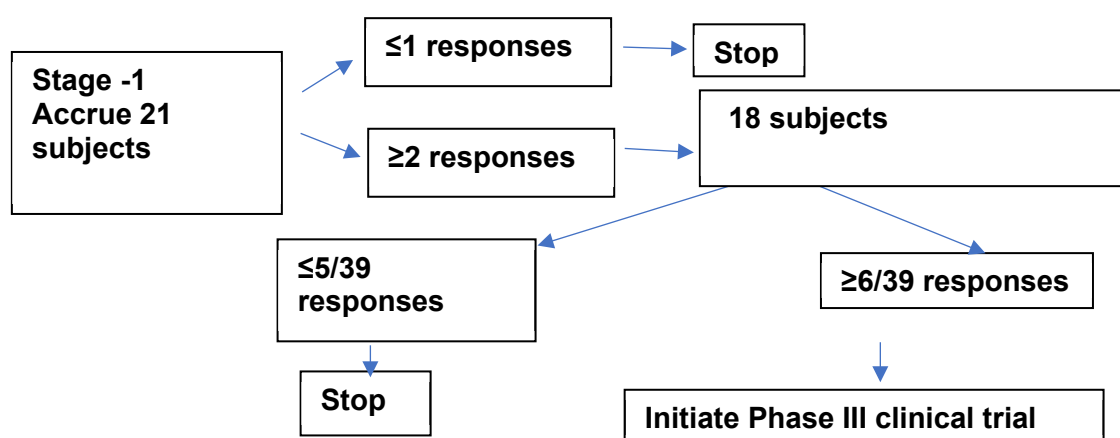 Stage -1
Accrue 21
subjects
≤1 responses
Stop
≥2 responses
18 subjects
≤5/39
responses
≥6/39 responses
Stop
Initiate Phase III clinical trial